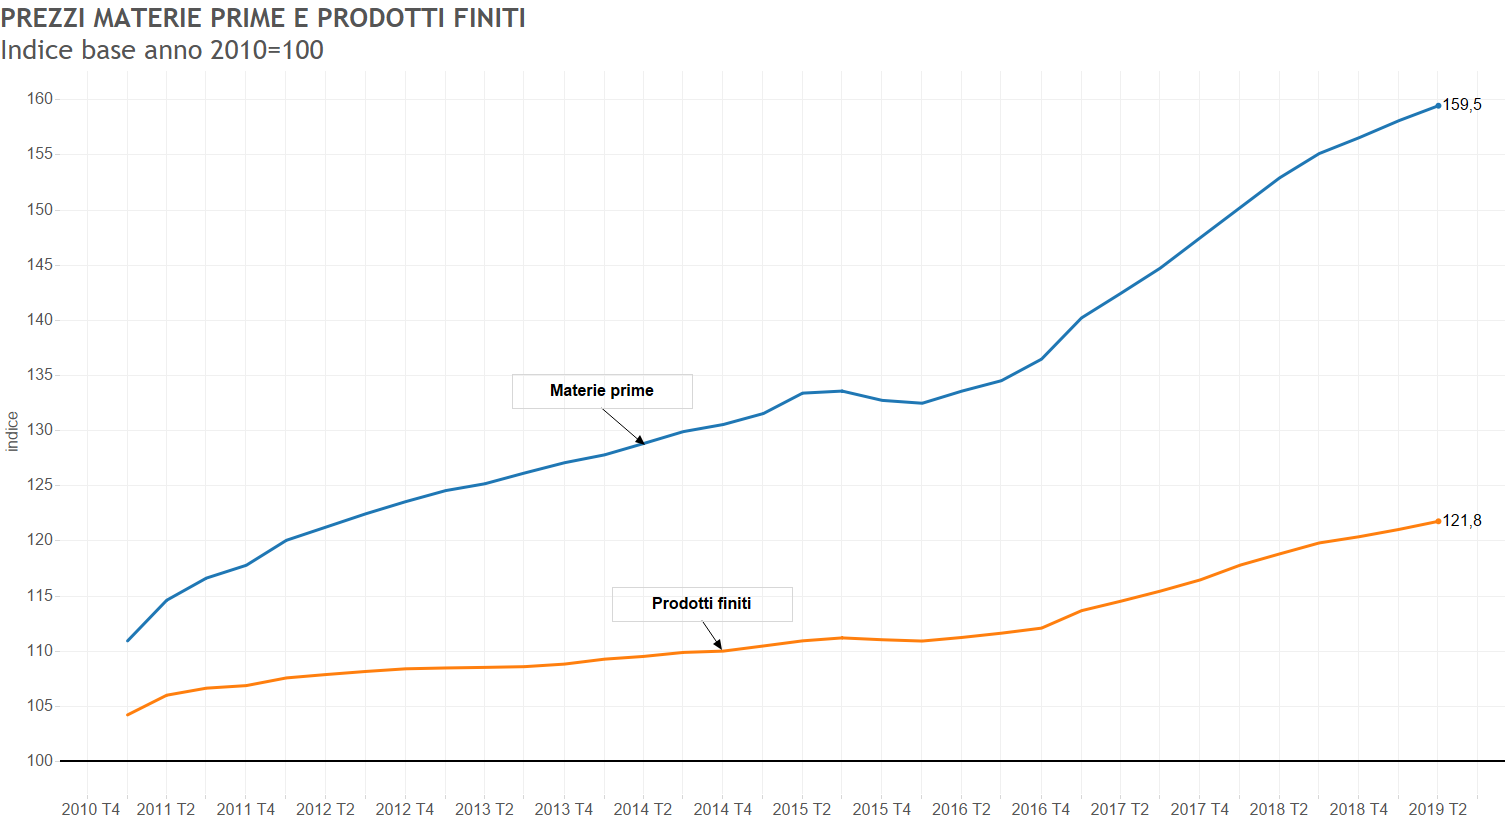 PREZZI MATERIE PRIME E PRODOTTI FINITI
Indice base anno 2010=100
160
159,5
155
150
145
140
135
Materie prime
130
indice
125
121,8
120
115
Prodotti finiti
110
105
100
2010 T4 2011 T2 2011 T4 2012 T2 2012 T4 2013 T2 2013 T4 2014 T2 2014 T4 2015 T2 2015 T4 2016 T2 2016 T4 2017 T2 2017 T4 2018 T2 2018 T4 2019 T2